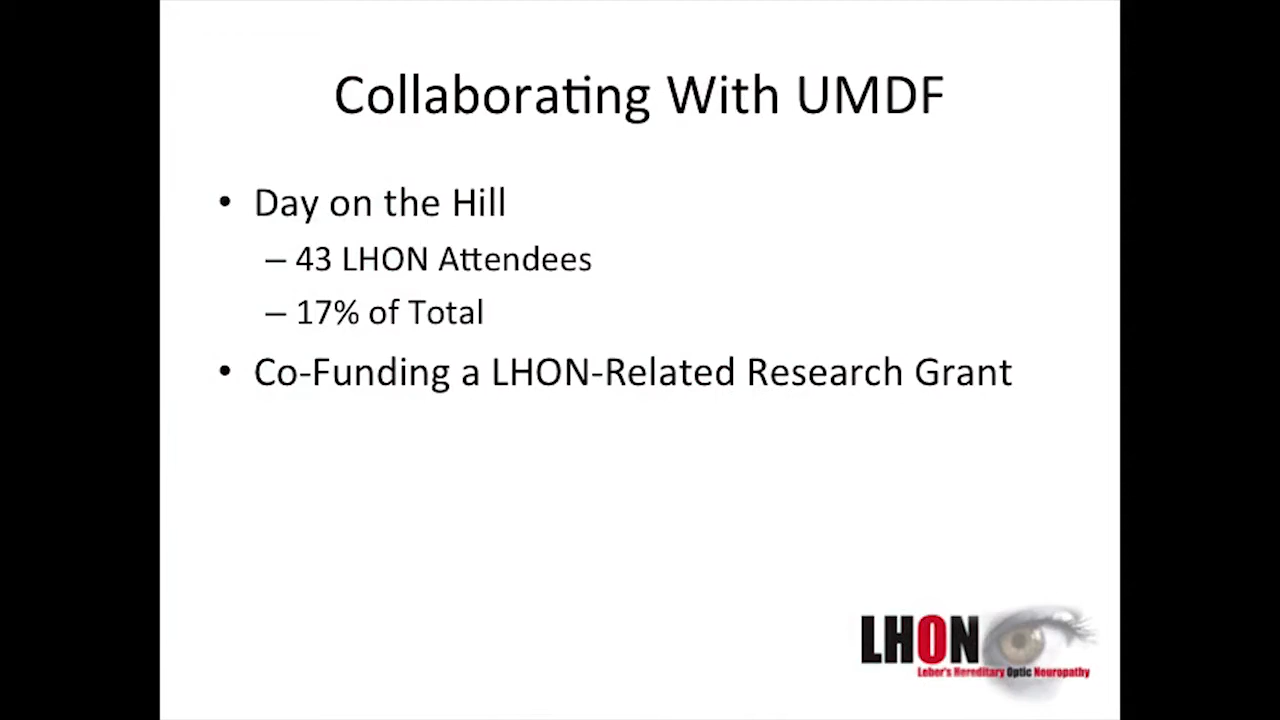 Collaborating With UMDF
• Day on the Hill
– 43 LHON Attendees
– 17% of Total
• Co-Funding a LHON-Related Research Grant
LHON
Leber's Hereditary Optic Neuropathy